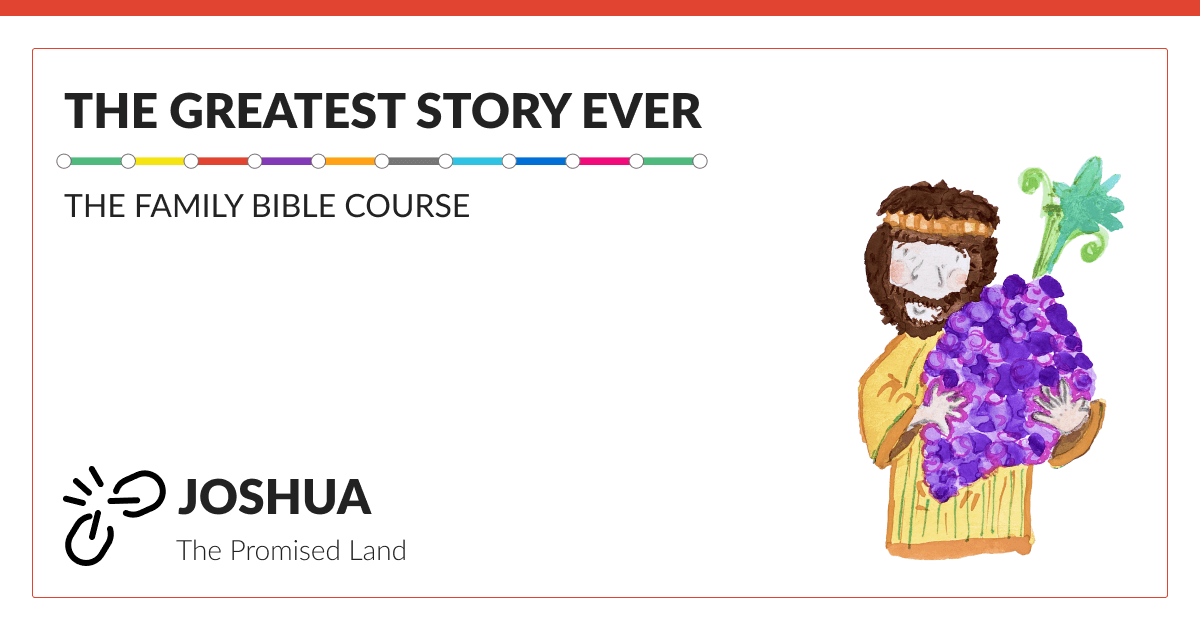 THE GREATEST STORY EVER
THE FAMILY BIBLE COURSE
JOSHUA
The Promised Land